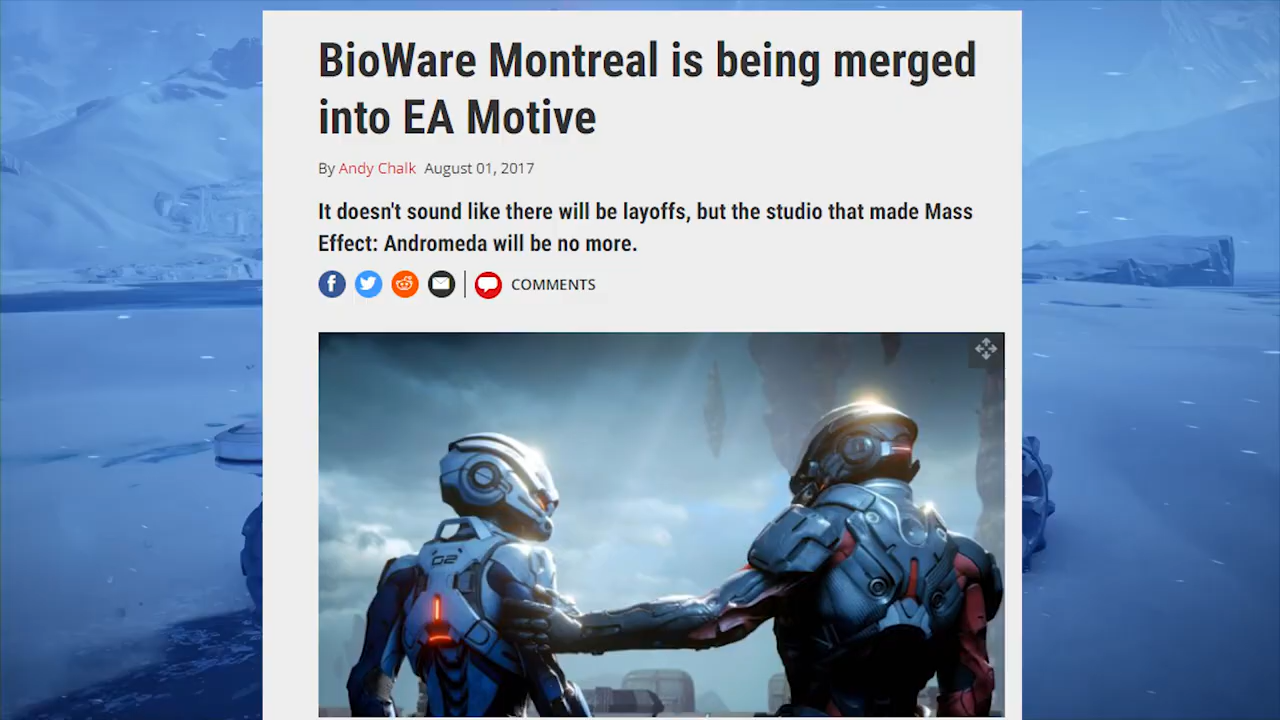 BioWare Montreal is being merged
into EA Motive
By Andy Chalk August 01, 2017
It doesn't sound like there will be layoffs, but the studio that made Mass
Effect: Andromeda will be no more.
COMMENTS
02